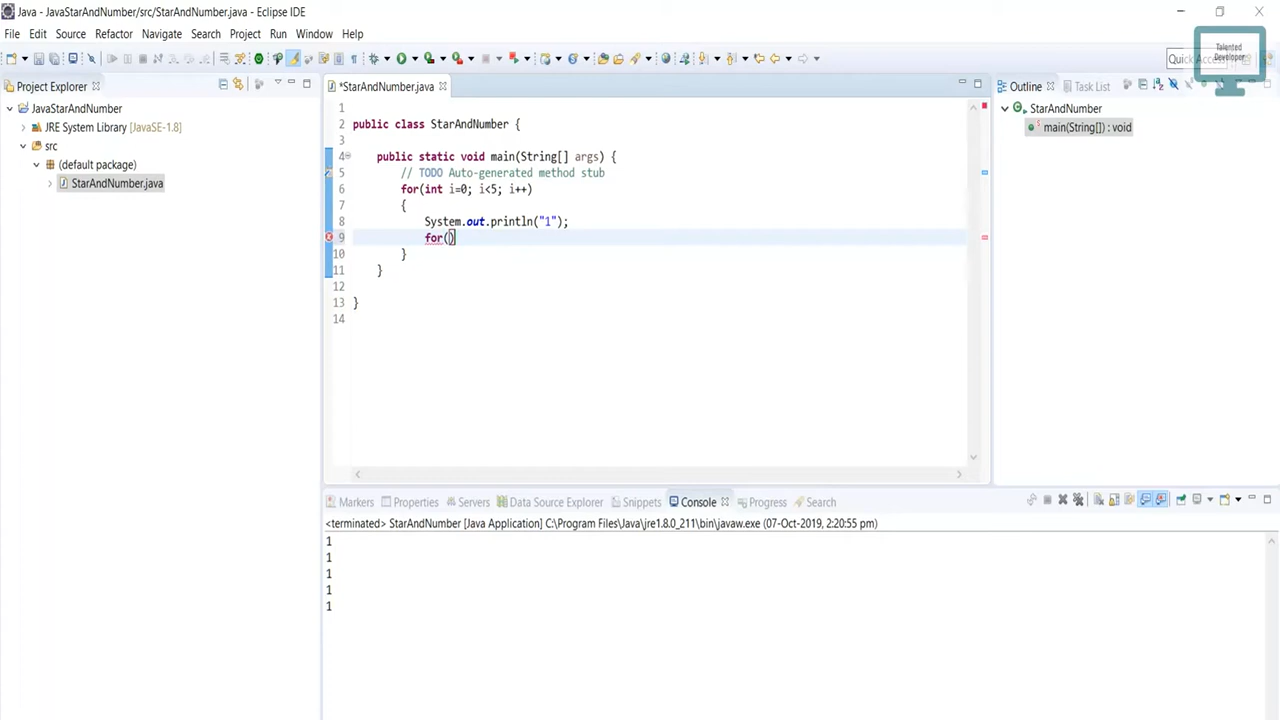 Java - JavaStarAndNumber/src/StarAndNumber.java - Eclipse IDE
File Edit Source Refactor Navigate Search Project Run Window Help
Talented
Developer
Quick Access
Project Explorer
*StarAndNumber.java
Outline Task List
JavaStarAndNumber
JRE System Library [JavaSE-1.8]
src
(default package)
StarAndNumber.java
1
2 public class StarAndNumber {
3
4 public static void main(String[] args) {
5 // TODO Auto-generated method stub
6 for(int i=0; i<5; i++)
7 {
8 System.out.println("1");
9 for()
10 }
11 }
12
13 }
14
StarAndNumber
main(String[]) : void
Markers Properties Servers Data Source Explorer Snippets Console Progress Search
<terminated> StarAndNumber [Java Application] C:\Program Files\Java\jre1.8.0_211\bin\javaw.exe (07-Oct-2019, 2:20:55 pm)
1
1
1
1
1